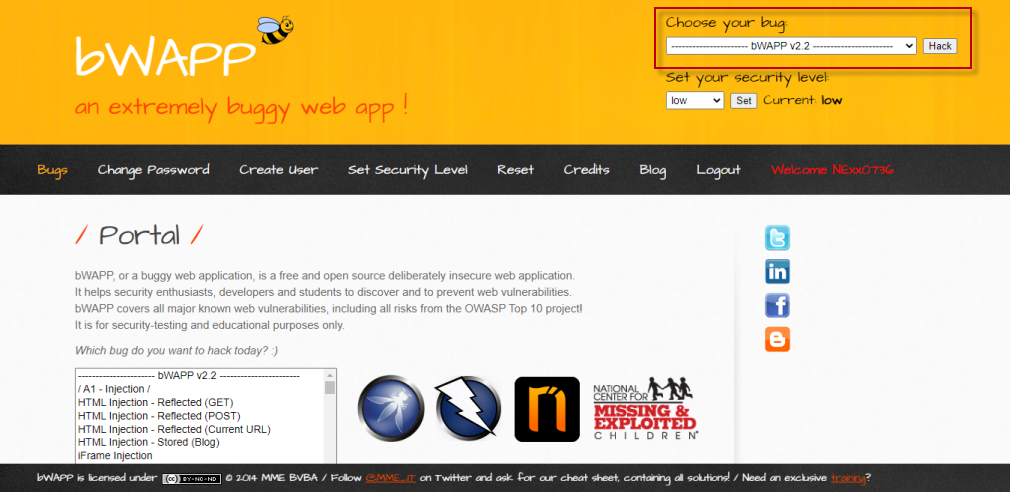 bWAPP
an extremely buggy web app !
Choose your bug:
---------------------- bWAPP v2.2 -----------------------
Hack
Set your security level:
low
Set
Current: low
Bugs
Change Password
Create User
Set Security Level
Reset
Credits
Blog
Logout
Welcome NExx0736
/ Portal /
bWAPP, or a buggy web application, is a free and open source deliberately insecure web application.
It helps security enthusiasts, developers and students to discover and to prevent web vulnerabilities.
bWAPP covers all major known web vulnerabilities, including all risks from the OWASP Top 10 project!
It is for security-testing and educational purposes only.
Which bug do you want to hack today? :)
---------------------- bWAPP v2.2 -----------------------
/ A1 - Injection /
HTML Injection - Reflected (GET)
HTML Injection - Reflected (POST)
HTML Injection - Reflected (Current URL)
HTML Injection - Stored (Blog)
iFrame Injection
NATIONAL
CENTER FOR
MISSING &
EXPLOITED
CHILDREN®
bWAPP is licensed under (cc) BY-NC-ND © 2014 MME BVBA / Follow @MME_IT on Twitter and ask for our cheat sheet, containing all solutions! / Need an exclusive training?